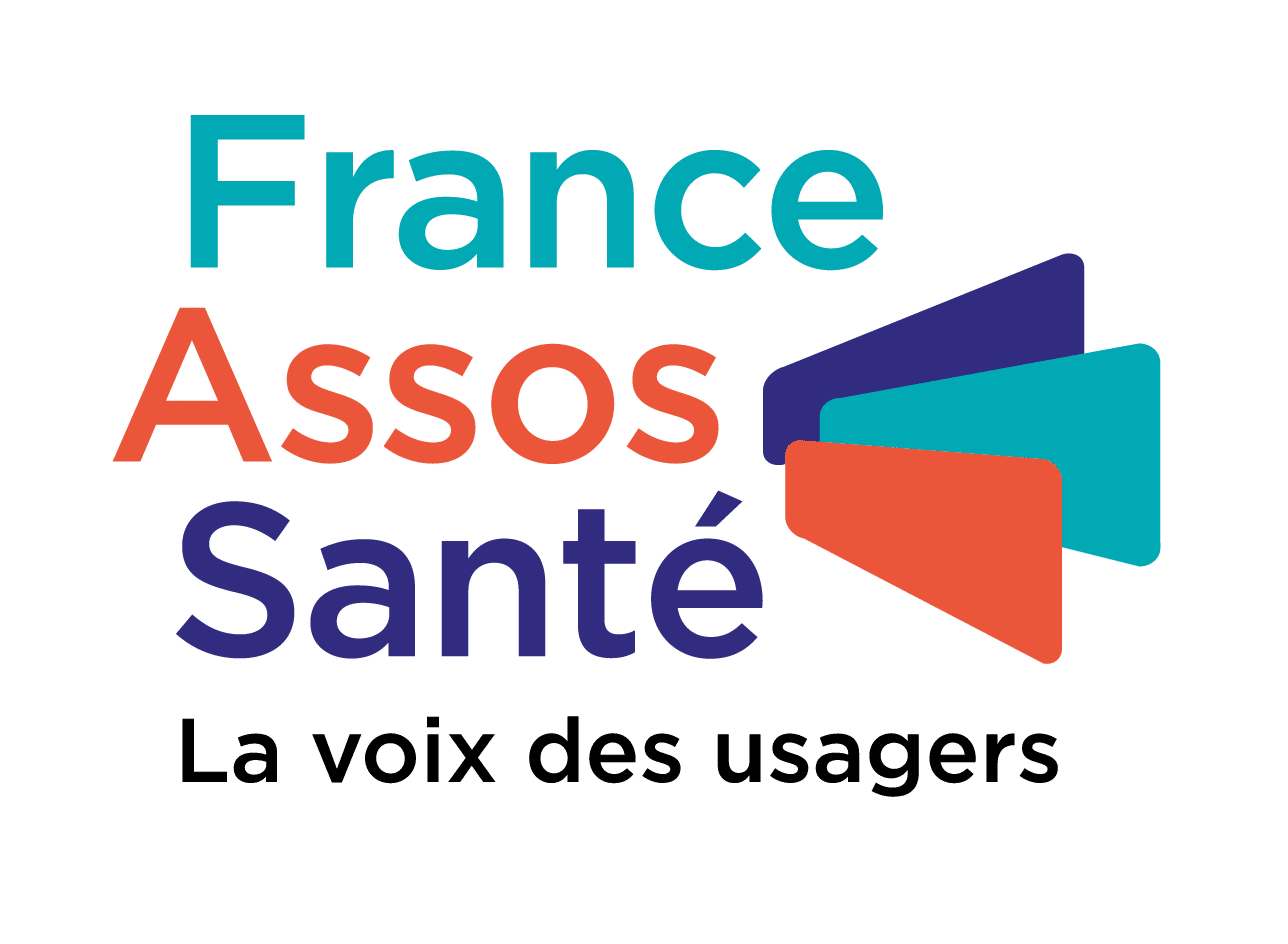 France
Assos
Santé
La voix des usagers